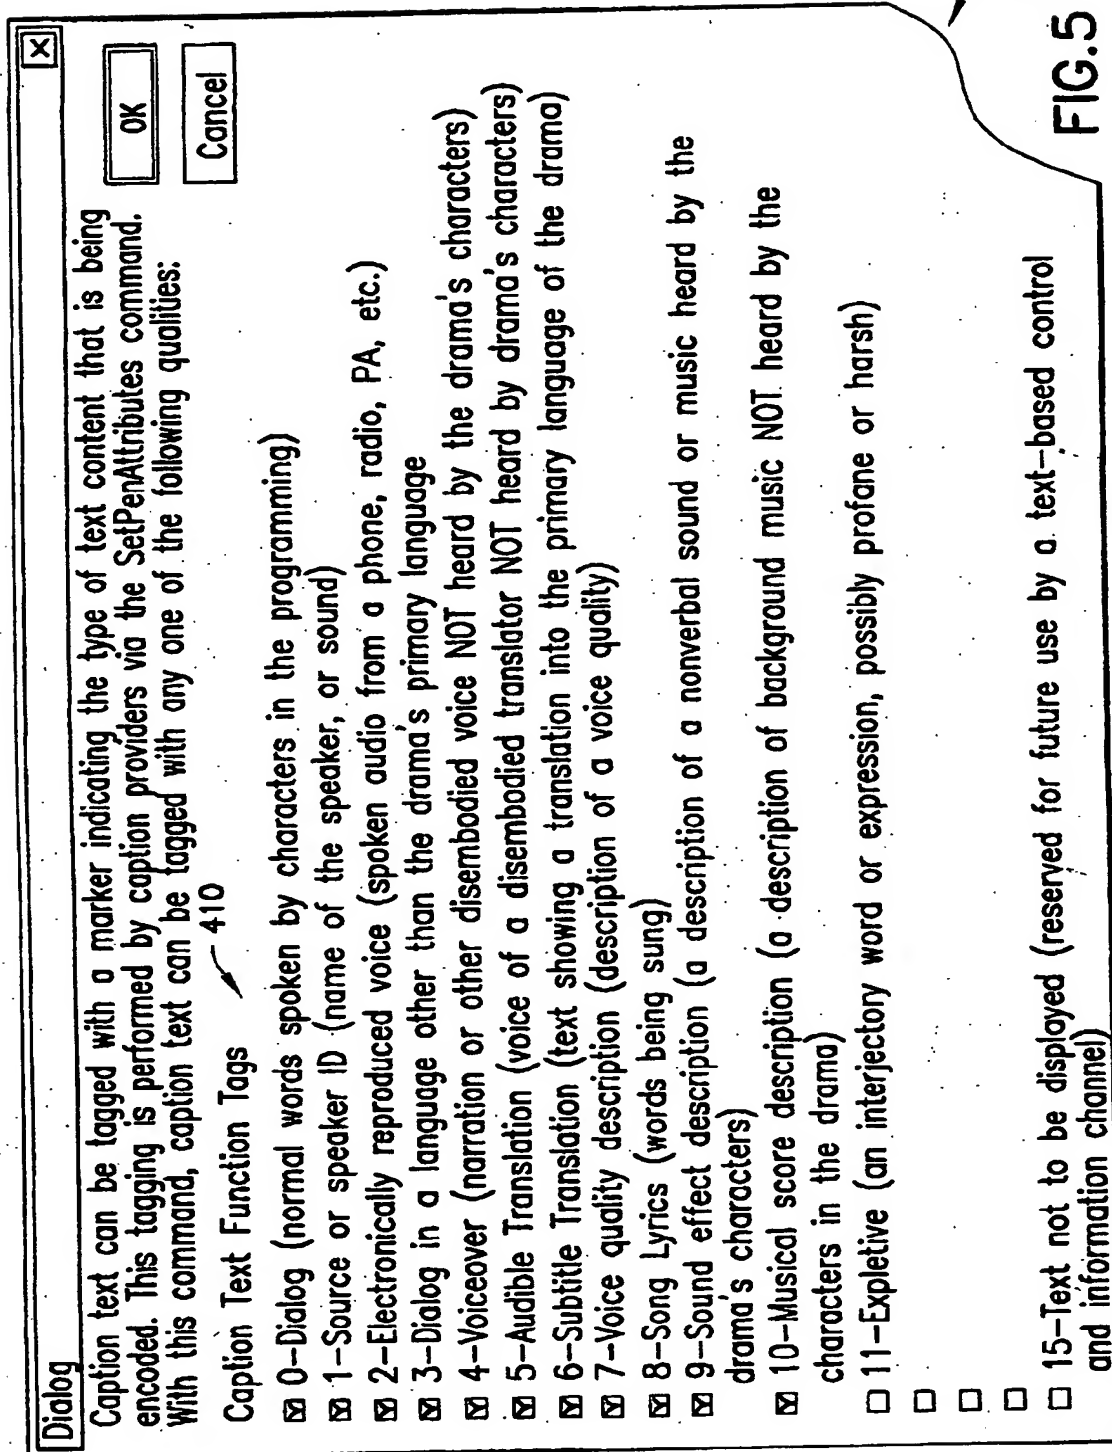 Dialog
Caption text can be tagged with a marker indicating the type of text content that is being
encoded. This tagging is performed by caption providers via the SetPenAttributes command.
With this command, caption text can be tagged with any one of the following qualities:
OK
Cancel
Caption Text Function Tags
410
0–Dialog (normal words spoken by characters in the programming)
1–Source or speaker ID (name of the speaker, or sound)
2–Electronically reproduced voice (spoken audio from a phone, radio, PA, etc.)
3–Dialog in a language other than the drama's primary language
4–Voiceover (narration or other disembodied voice NOT heard by the drama's characters)
5–Audible Translation (voice of a disembodied translator NOT heard by drama's characters)
6–Subtitle Translation (text showing a translation into the primary language of the drama)
7–Voice quality description (description of a voice quality)
8–Song Lyrics (words being sung)
9–Sound effect description (a description of a nonverbal sound or music heard by the
drama's characters)
10–Musical score description (a description of background music NOT heard by the
characters in the drama)
11–Expletive (an interjectory word or expression, possibly profane or harsh)
15–Text not to be displayed (reserved for future use by a text–based control
and information channel)
FIG.5